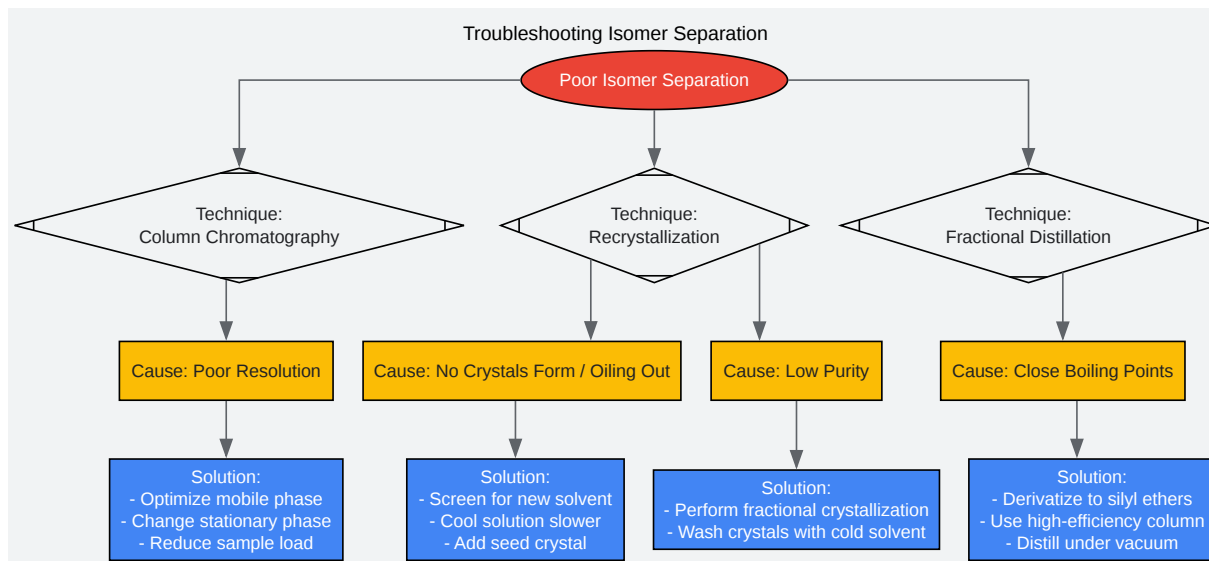 Troubleshooting Isomer Separation
Poor Isomer Separation
Technique:
Column Chromatography
Technique:
Recrystallization
Technique:
Fractional Distillation
Cause: Poor Resolution
Cause: No Crystals Form / Oiling Out
Cause: Low Purity
Cause: Close Boiling Points
Solution:
- Optimize mobile phase
- Change stationary phase
- Reduce sample load
Solution:
- Screen for new solvent
- Cool solution slower
- Add seed crystal
Solution:
- Perform fractional crystallization
- Wash crystals with cold solvent
Solution:
- Derivatize to silyl ethers
- Use high-efficiency column
- Distill under vacuum